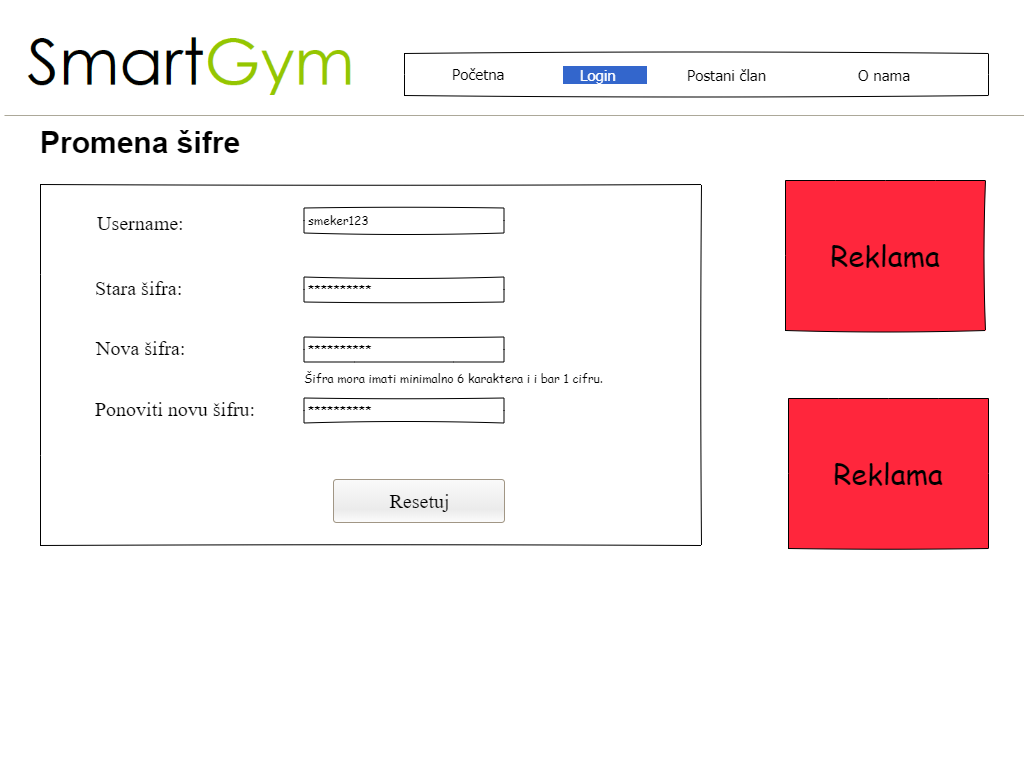 SmartGym
Početna Login Postani član O nama
Promena šifre
Username: smeker123
Stara šifra: **********
Nova šifra: **********
Šifra mora imati minimalno 6 karaktera i i bar 1 cifru.
Ponoviti novu šifru: **********
Resetuj
Reklama
Reklama